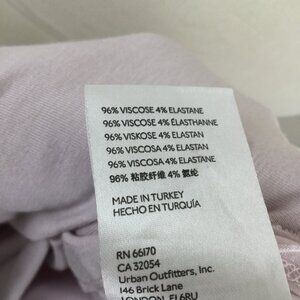 96% VISCOSE 4% ELASTANE
96% VISCOSE 4% ÉLASTHANNE
96% VISKOSE 4% ELASTAN
96% VISCOSA 4% ELASTAN
96% VISCOSA 4% ELASTANE
96% 粘胶纤维 4% 氨纶
MADE IN TURKEY
HECHO EN TURQUÍA
RN 66170
CA 32054
Urban Outfitters, Inc.
146 Brick Lane
LONDON, E16RU